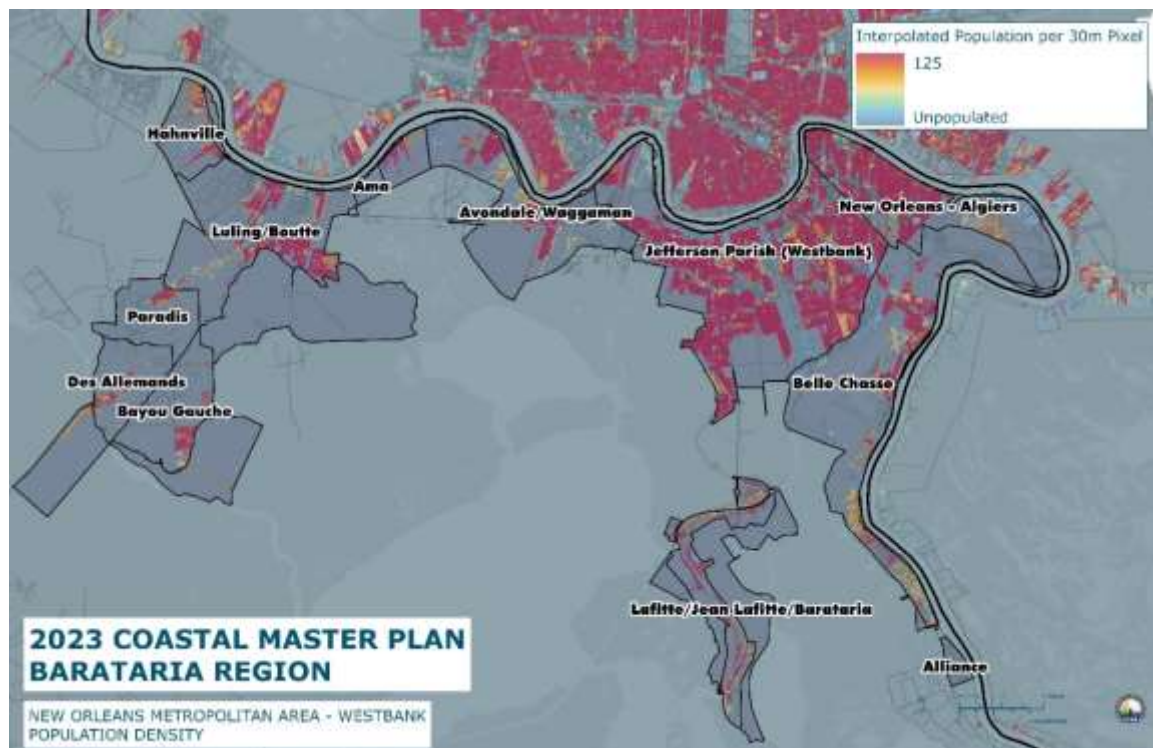 Interpolated Population per 30m Pixel
125
Unpopulated
Hahnville
Ama
Avondale/Waggaman
New Orleans - Algiers
Luling/Boutte
Jefferson Parish (Westbank)
Paradis
Des Allemands
Belle Chasse
Bayou Gauche
Lafitte/Jean Lafitte/Barataria
Alliance
2023 COASTAL MASTER PLAN
BARATARIA REGION
NEW ORLEANS METROPOLITAN AREA - WESTBANK
POPULATION DENSITY